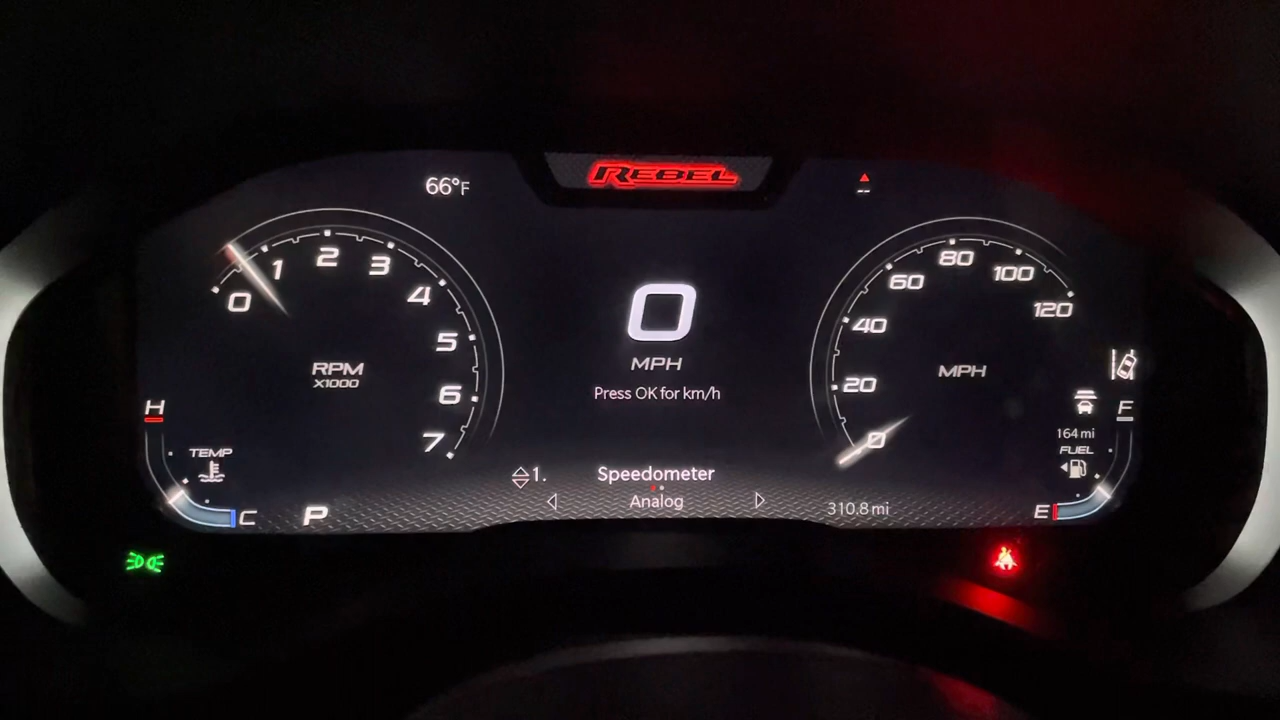 REBEL
66°F
--
0
1
2
3
4
5
6
7
RPM
X1000
0
MPH
Press OK for km/h
0
20
40
60
80
100
120
MPH
H
TEMP
C
P
1. Speedometer
Analog
310.8 mi
164 mi
FUEL
F
E